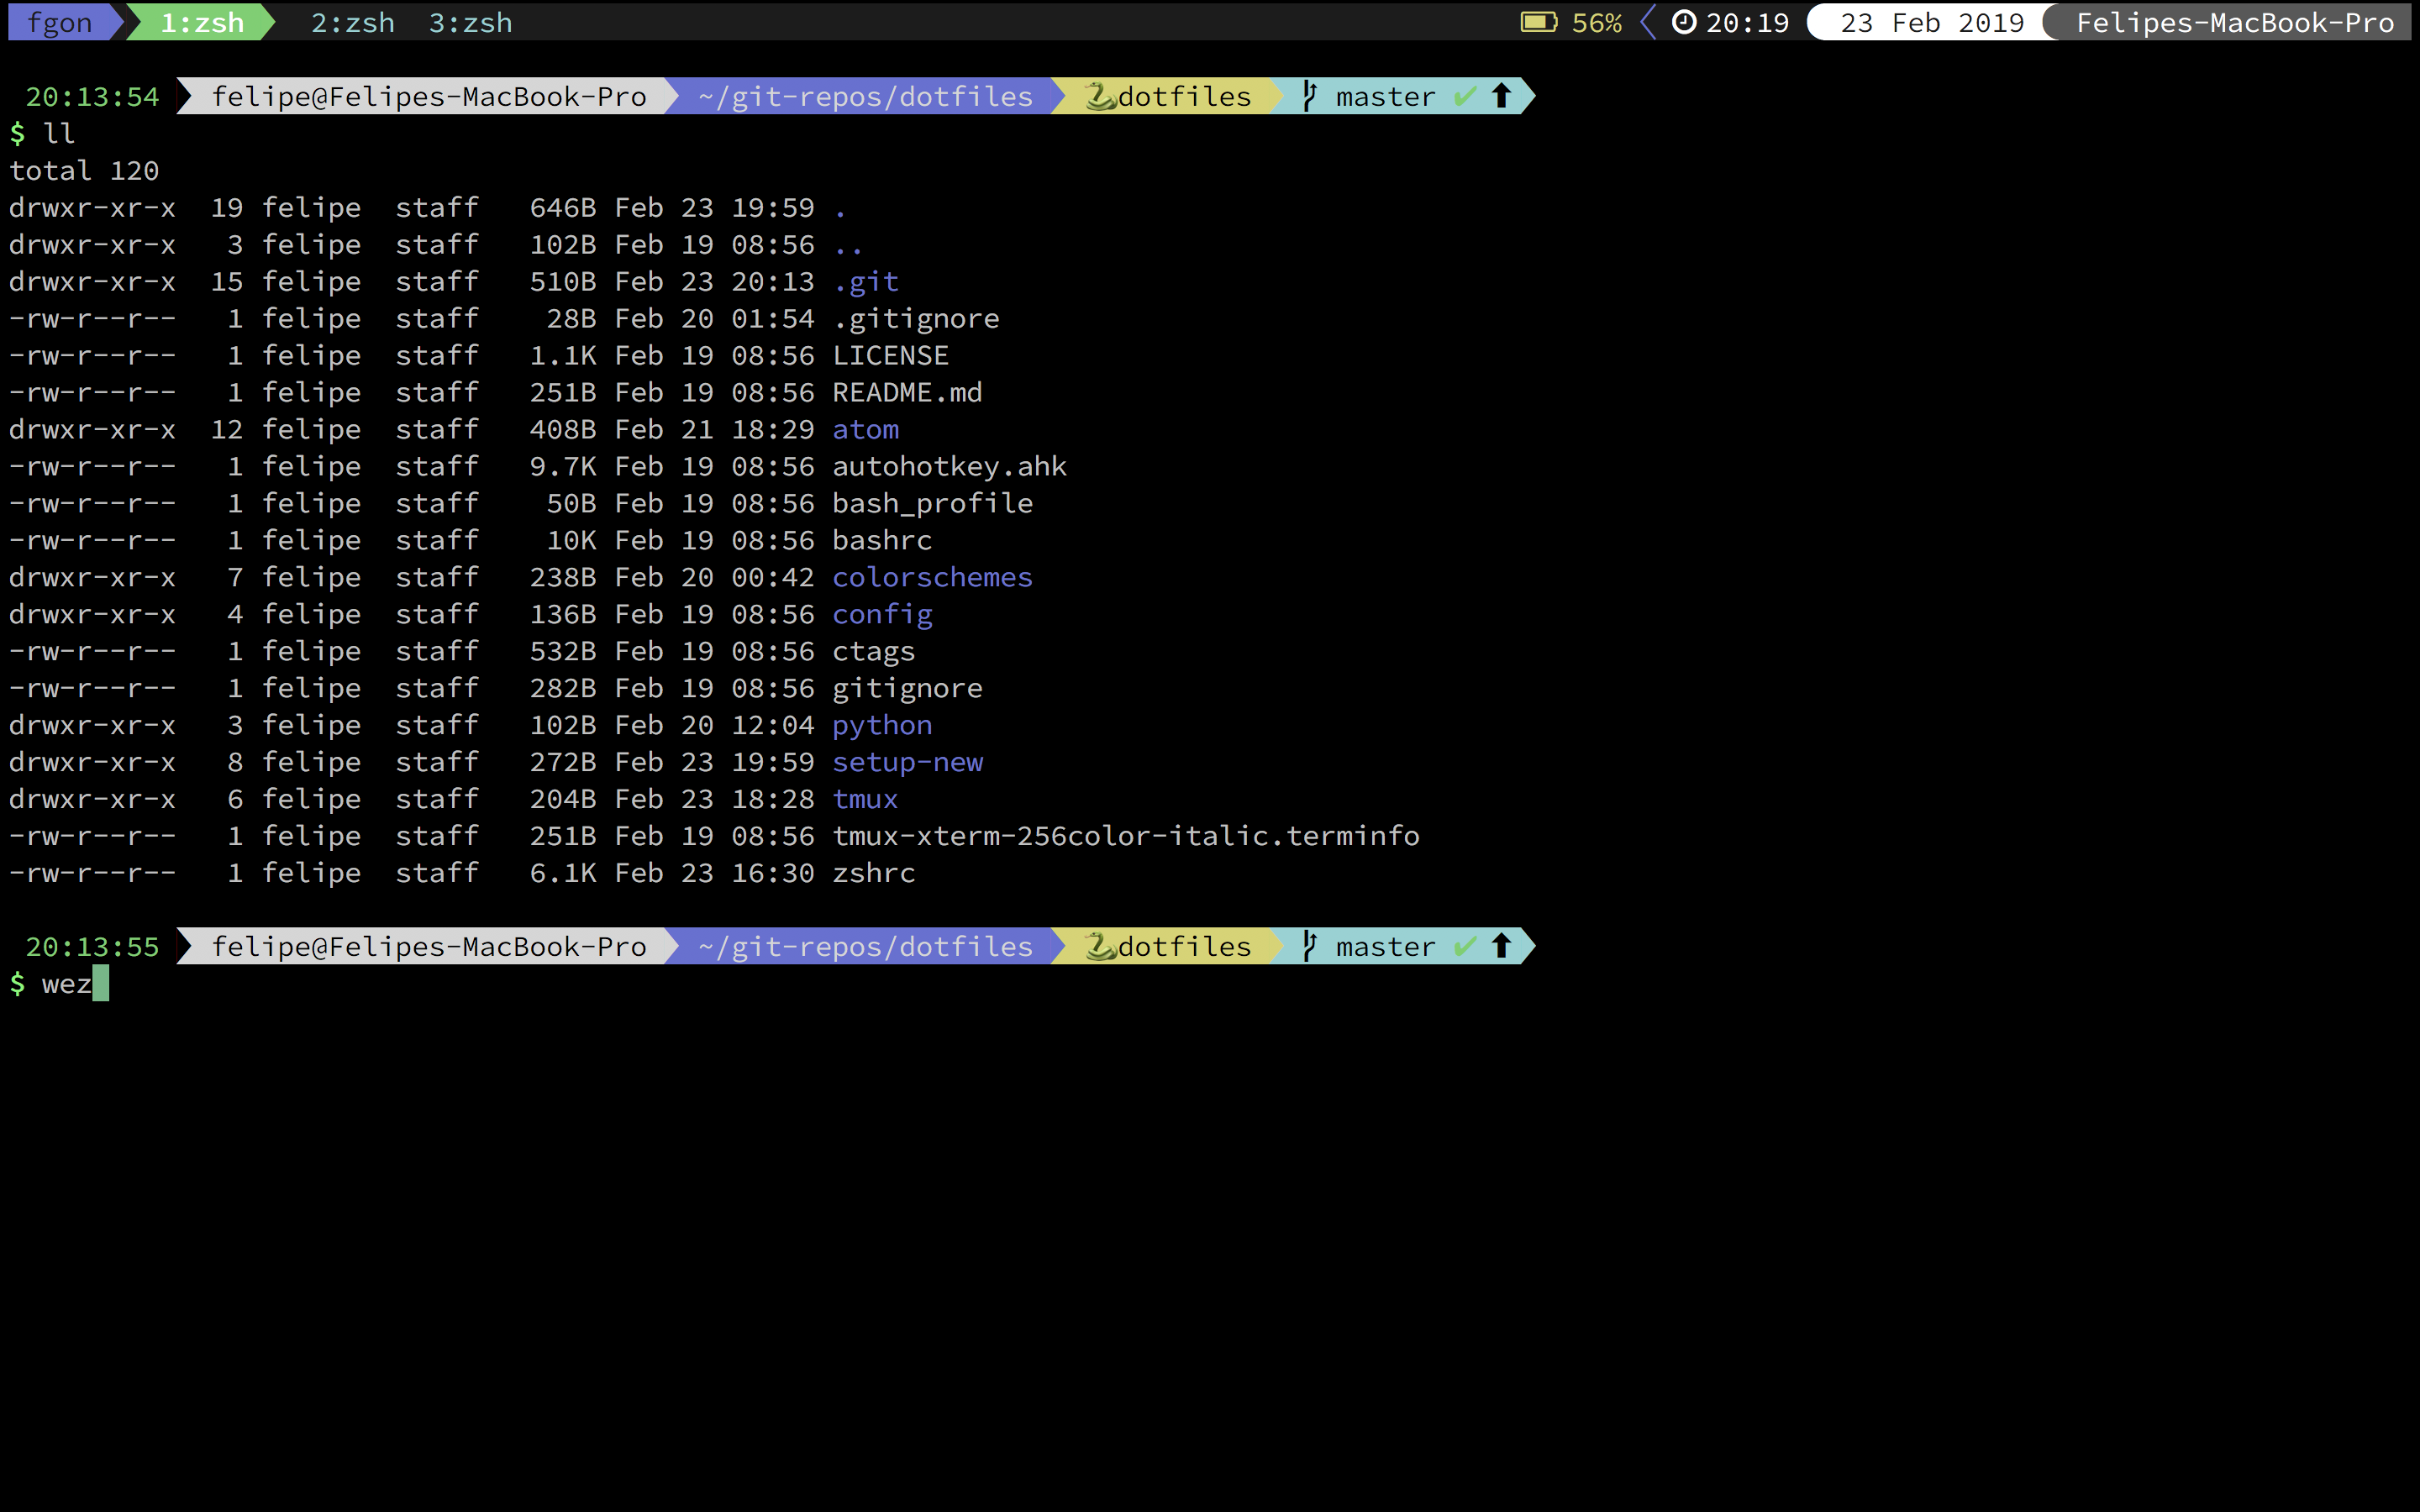 fgon 1:zsh 2:zsh 3:zsh 56% 20:19 23 Feb 2019 Felipes-MacBook-Pro
20:13:54 felipe@Felipes-MacBook-Pro ~/git-repos/dotfiles 🐍dotfiles master ✔ ⬆
$ ll
total 120
drwxr-xr-x  19 felipe  staff   646B Feb 23 19:59 .
drwxr-xr-x   3 felipe  staff   102B Feb 19 08:56 ..
drwxr-xr-x  15 felipe  staff   510B Feb 23 20:13 .git
-rw-r--r--   1 felipe  staff    28B Feb 20 01:54 .gitignore
-rw-r--r--   1 felipe  staff   1.1K Feb 19 08:56 LICENSE
-rw-r--r--   1 felipe  staff   251B Feb 19 08:56 README.md
drwxr-xr-x  12 felipe  staff   408B Feb 21 18:29 atom
-rw-r--r--   1 felipe  staff   9.7K Feb 19 08:56 autohotkey.ahk
-rw-r--r--   1 felipe  staff    50B Feb 19 08:56 bash_profile
-rw-r--r--   1 felipe  staff    10K Feb 19 08:56 bashrc
drwxr-xr-x   7 felipe  staff   238B Feb 20 00:42 colorschemes
drwxr-xr-x   4 felipe  staff   136B Feb 19 08:56 config
-rw-r--r--   1 felipe  staff   532B Feb 19 08:56 ctags
-rw-r--r--   1 felipe  staff   282B Feb 19 08:56 gitignore
drwxr-xr-x   3 felipe  staff   102B Feb 20 12:04 python
drwxr-xr-x   8 felipe  staff   272B Feb 23 19:59 setup-new
drwxr-xr-x   6 felipe  staff   204B Feb 23 18:28 tmux
-rw-r--r--   1 felipe  staff   251B Feb 19 08:56 tmux-xterm-256color-italic.terminfo
-rw-r--r--   1 felipe  staff   6.1K Feb 23 16:30 zshrc
20:13:55 felipe@Felipes-MacBook-Pro ~/git-repos/dotfiles 🐍dotfiles master ✔ ⬆
$ wez